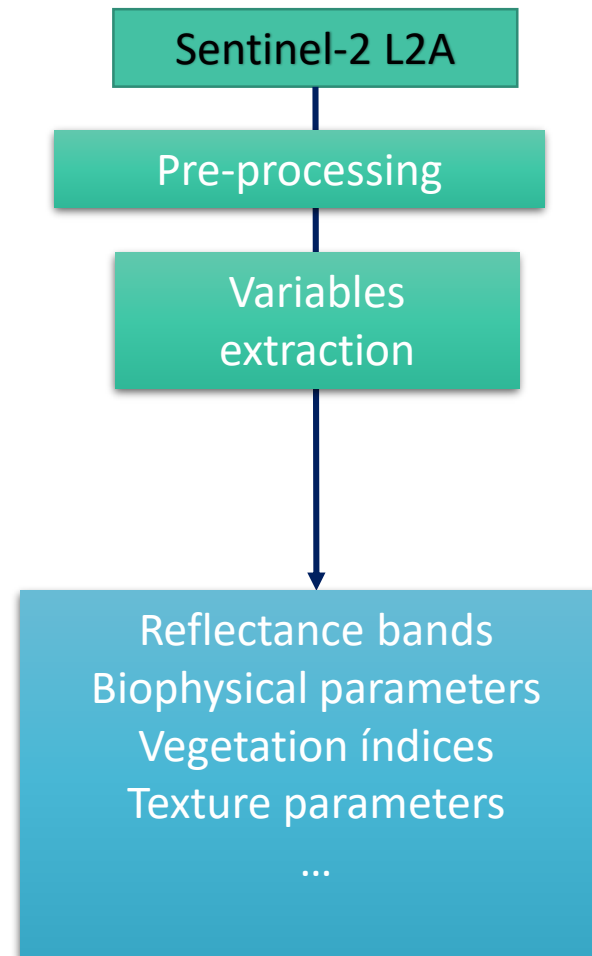 Sentinel-2 L2A
Pre-processing
Variables
extraction
Reflectance bands
Biophysical parameters
Vegetation índices
Texture parameters
...